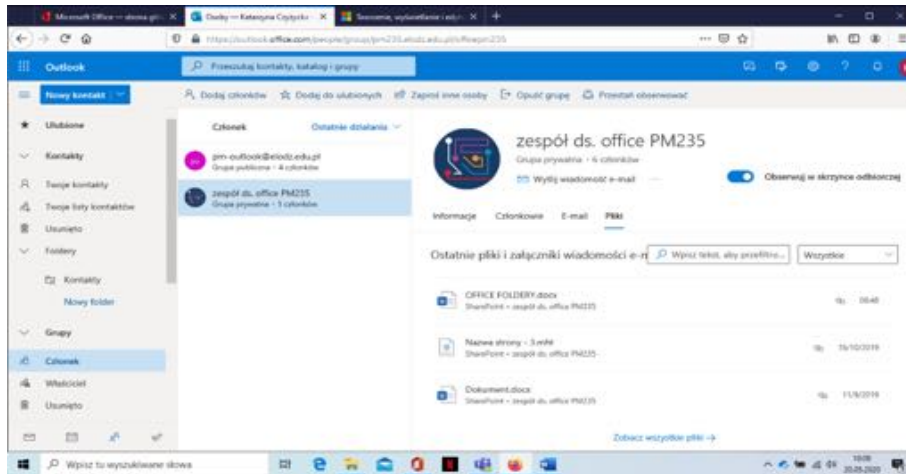 Microsoft Office — strona gł
Osoby — Katarzyna
Tworzenie, wyświetlanie i edyt
Outlook
Przeszukaj kontakty, katalog i grupy
Nowy kontakt
Dodaj członków
Dodaj do ulubionych
Zaproś inne osoby
Opuść grupę
Przestań obserwować
Ulubione
Kontakty
Twoje kontakty
Twoje listy kontaktów
Usunięto
Foldery
Kontakty
Nowy folder
Grupy
Członek
Właściciel
Usunięto
Członek
Ostatnie działania
pm-outlook@elodz.edu.pl
Grupa publiczna • 4 członków
zespół ds. office PM235
Grupa prywatna • 5 członków
zespół ds. office PM235
Grupa prywatna • 6 członków
Wyślij wiadomość e-mail
Obserwuj w skrzynce odbiorczej
Informacje
Członkowie
E-mail
Pliki
Ostatnie pliki i załączniki wiadomości e-m
Wpisz tekst, aby przefiltro...
Wszystkie
OFFICE FOLDERY.docx
SharePoint – zespół ds. office PM235
Nazwa strony - 3.mht
SharePoint – zespół ds. office PM235
16/10/2019
Dokument.docx
SharePoint – zespół ds. office PM235
11/9/2019
Zobacz wszystkie pliki →
Wpisz tu wyszukiwane słowa